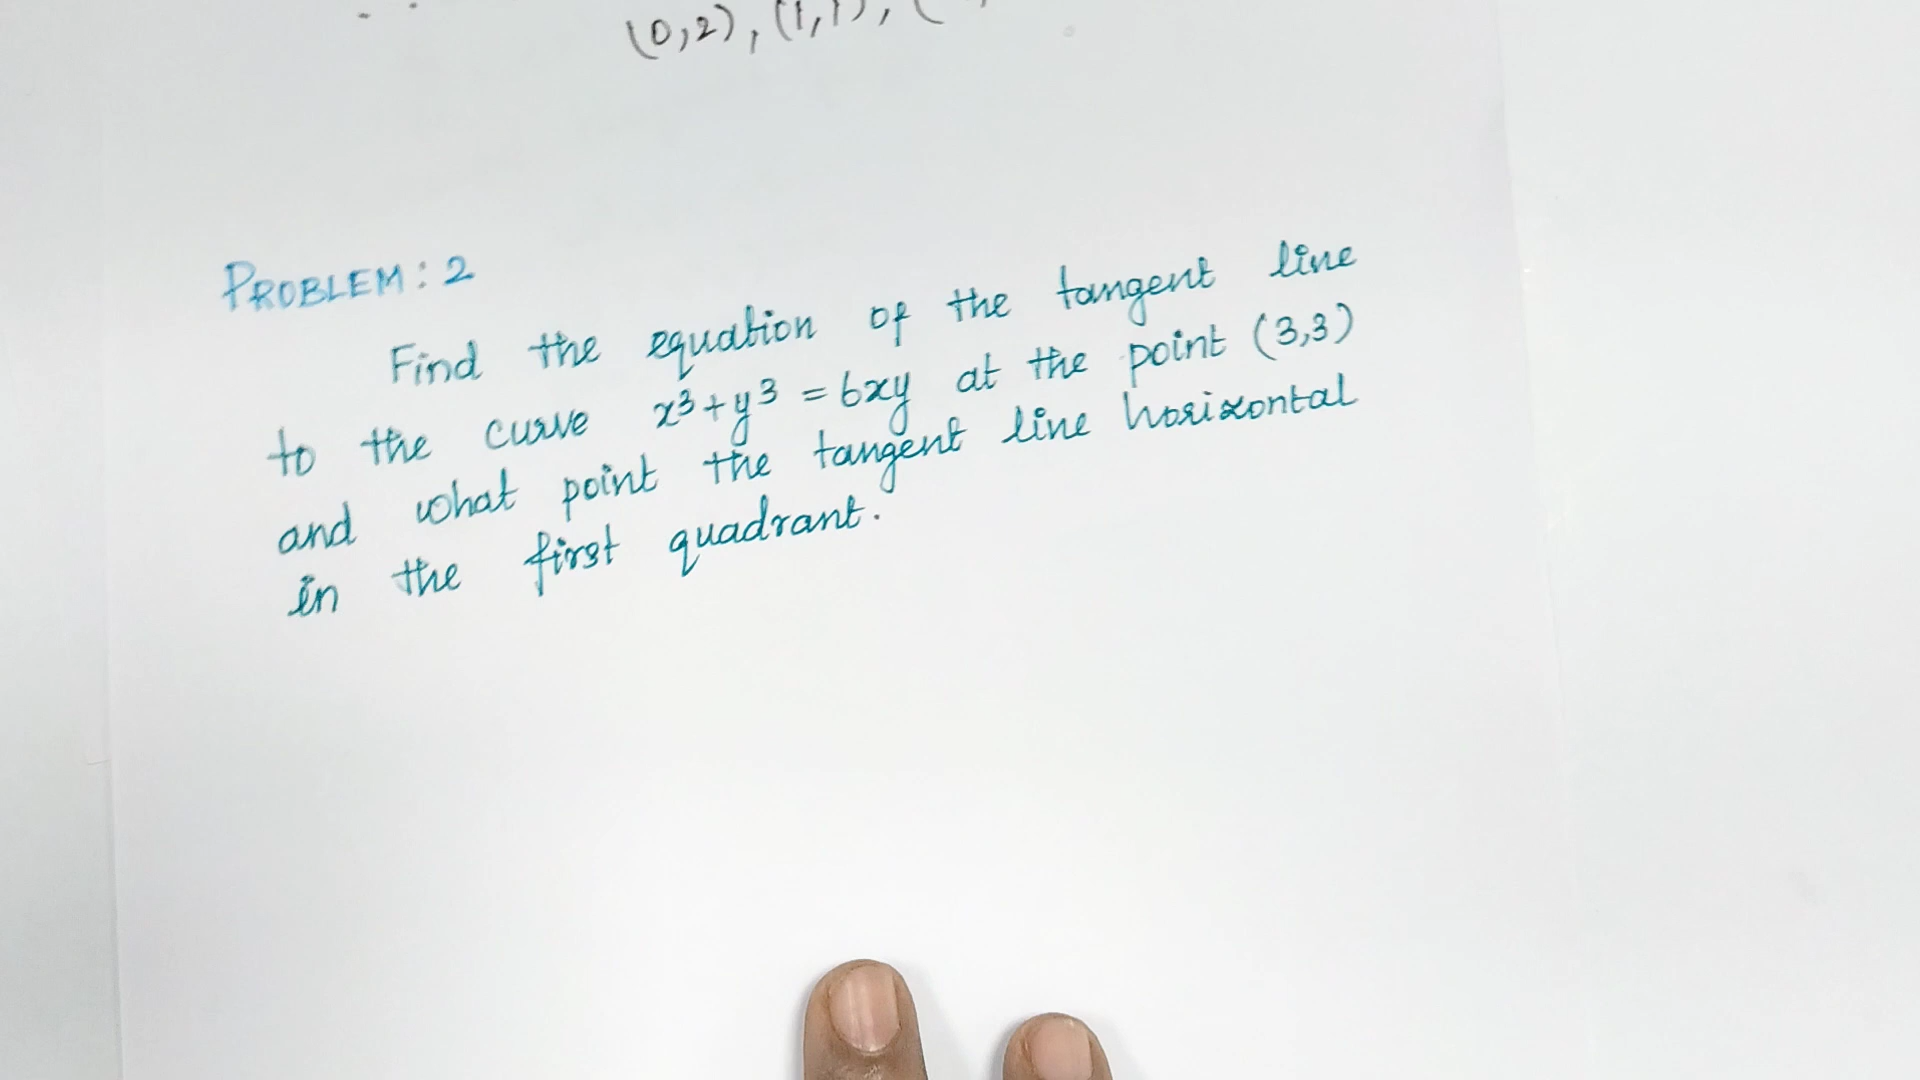 (0,2), (1,1), (
PROBLEM: 2
Find the equation of the tangent line
to the curve x³+y³ = 6xy at the point (3,3)
and what point the tangent line horizontal
in the first quadrant.